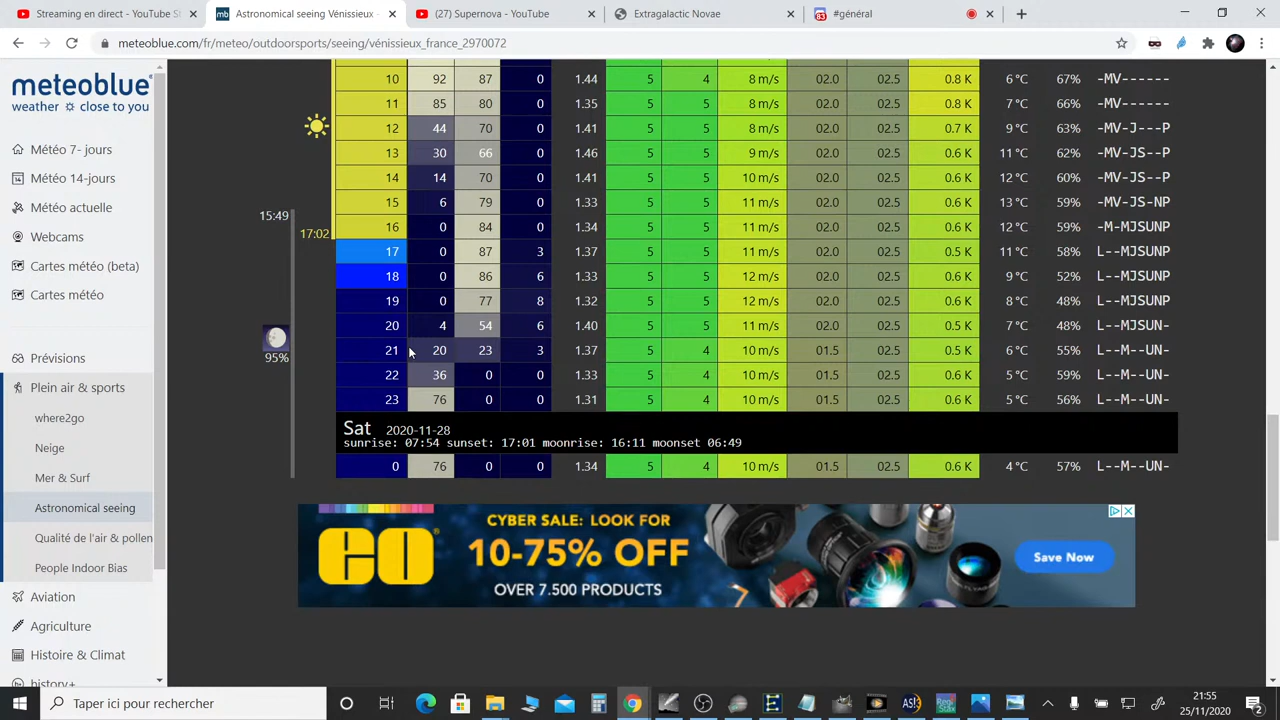 Streaming en direct - YouTube St
Astronomical seeing Vénissieux
(27) Supernova - YouTube
Extragalactic Novae
#général
meteoblue.com/fr/meteo/outdoorsports/seeing/vénissieux_france_2970072
meteoblue®
weather ☼ close to you
Météo 7- jours
Météo 14-jours
Météo actuelle
Webcams
Cartes météo (beta)
Cartes météo
Prévisions
Plein air & sports
where2go
Neige
Mer & Surf
Astronomical seeing
Qualité de l'air & pollen
People Indoor Bias
Aviation
Agriculture
Histoire & Climat
history+
15:49
17:02
95%
10 92 87 0 1.44 5 4 8 m/s 02.0 02.5 0.8 K 6 °C 67% -MV------
11 85 80 0 1.35 5 4 8 m/s 02.0 02.5 0.8 K 7 °C 66% -MV------
12 44 70 0 1.41 5 5 8 m/s 02.0 02.5 0.7 K 9 °C 63% -MV-J---P
13 30 66 0 1.46 5 5 9 m/s 02.0 02.5 0.6 K 11 °C 62% -MV-JS--P
14 14 70 0 1.41 5 5 10 m/s 02.0 02.5 0.6 K 12 °C 60% -MV-JS--P
15 6 79 0 1.33 5 5 10 m/s 02.0 02.5 0.6 K 13 °C 59% -MV-JS-NP
16 0 84 0 1.34 5 5 11 m/s 02.0 02.5 0.6 K 12 °C 59% -M-MJSUNP
17 0 87 3 1.37 5 5 11 m/s 02.0 02.5 0.5 K 11 °C 58% L--MJSUNP
18 0 86 6 1.33 5 5 12 m/s 02.0 02.5 0.6 K 9 °C 52% L--MJSUNP
19 0 77 8 1.32 5 5 12 m/s 02.0 02.5 0.6 K 8 °C 48% L--MJSUNP
20 4 54 6 1.40 5 5 11 m/s 02.0 02.5 0.5 K 7 °C 48% L--MJSUN-
21 20 23 3 1.37 5 4 10 m/s 01.5 02.5 0.5 K 6 °C 55% L--M--UN-
22 36 0 0 1.33 5 4 10 m/s 01.5 02.5 0.6 K 5 °C 59% L--M--UN-
23 76 0 0 1.31 5 4 10 m/s 01.5 02.5 0.6 K 5 °C 56% L--M--UN-
Sat 2020-11-28
sunrise: 07:54 sunset: 17:01 moonrise: 16:11 moonset 06:49
0 76 0 0 1.34 5 4 10 m/s 01.5 02.5 0.6 K 4 °C 57% L--M--UN-
EO®
CYBER SALE: LOOK FOR
10-75% OFF
OVER 7.500 PRODUCTS
Save Now
Taper ici pour rechercher
21:55
25/11/2020